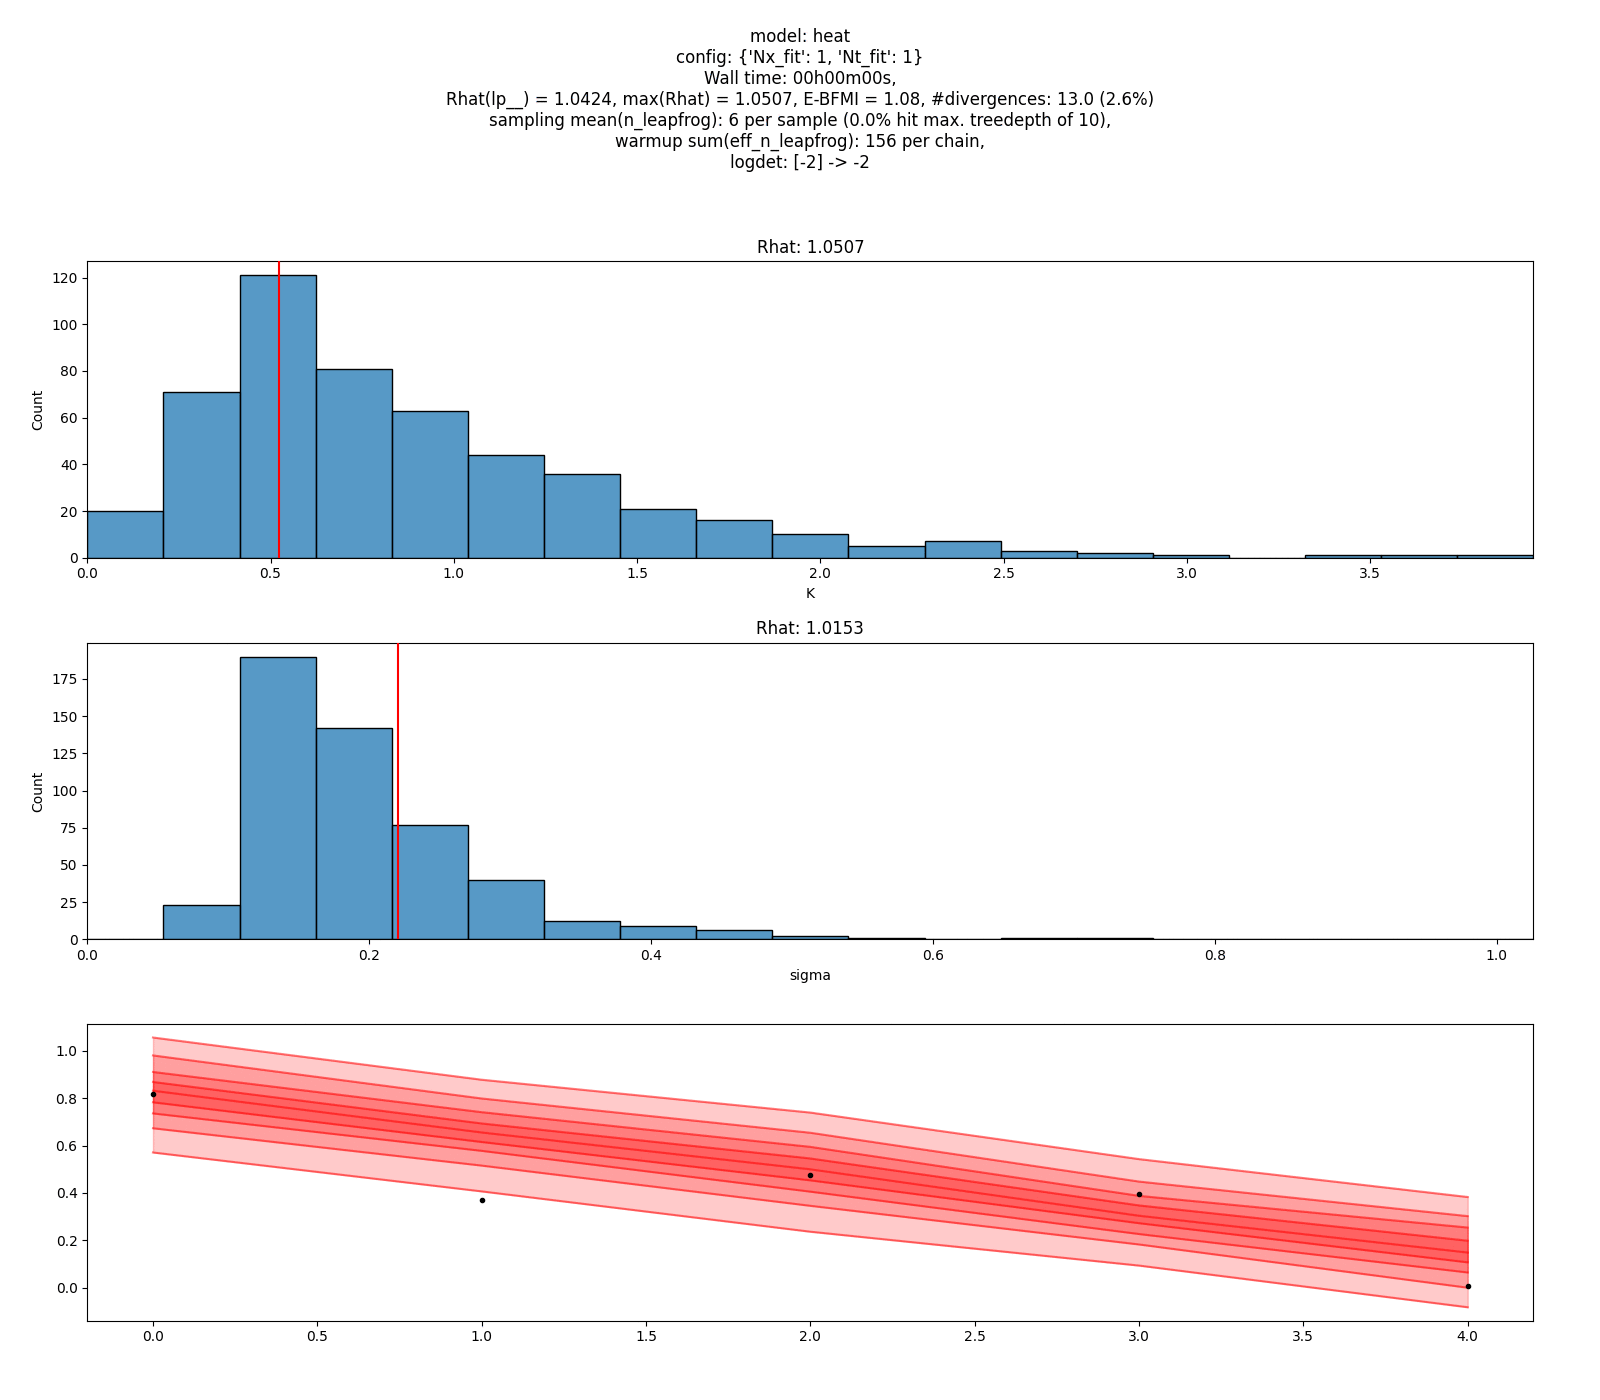 model: heat
config: {'Nx_fit': 1, 'Nt_fit': 1}
Wall time: 00h00m00s,
Rhat(lp__) = 1.0424, max(Rhat) = 1.0507, E-BFMI = 1.08, #divergences: 13.0 (2.6%)
sampling mean(n_leapfrog): 6 per sample (0.0% hit max. treedepth of 10),
warmup sum(eff_n_leapfrog): 156 per chain,
logdet: [-2] -> -2
Rhat: 1.0507
120
100
80
60
40
20
0
Count
0.0 0.5 1.0 1.5 2.0 2.5 3.0 3.5
K
Rhat: 1.0153
175
150
125
100
75
50
25
0
Count
0.0 0.2 0.4 0.6 0.8 1.0
sigma
1.0
0.8
0.6
0.4
0.2
0.0
0.0 0.5 1.0 1.5 2.0 2.5 3.0 3.5 4.0